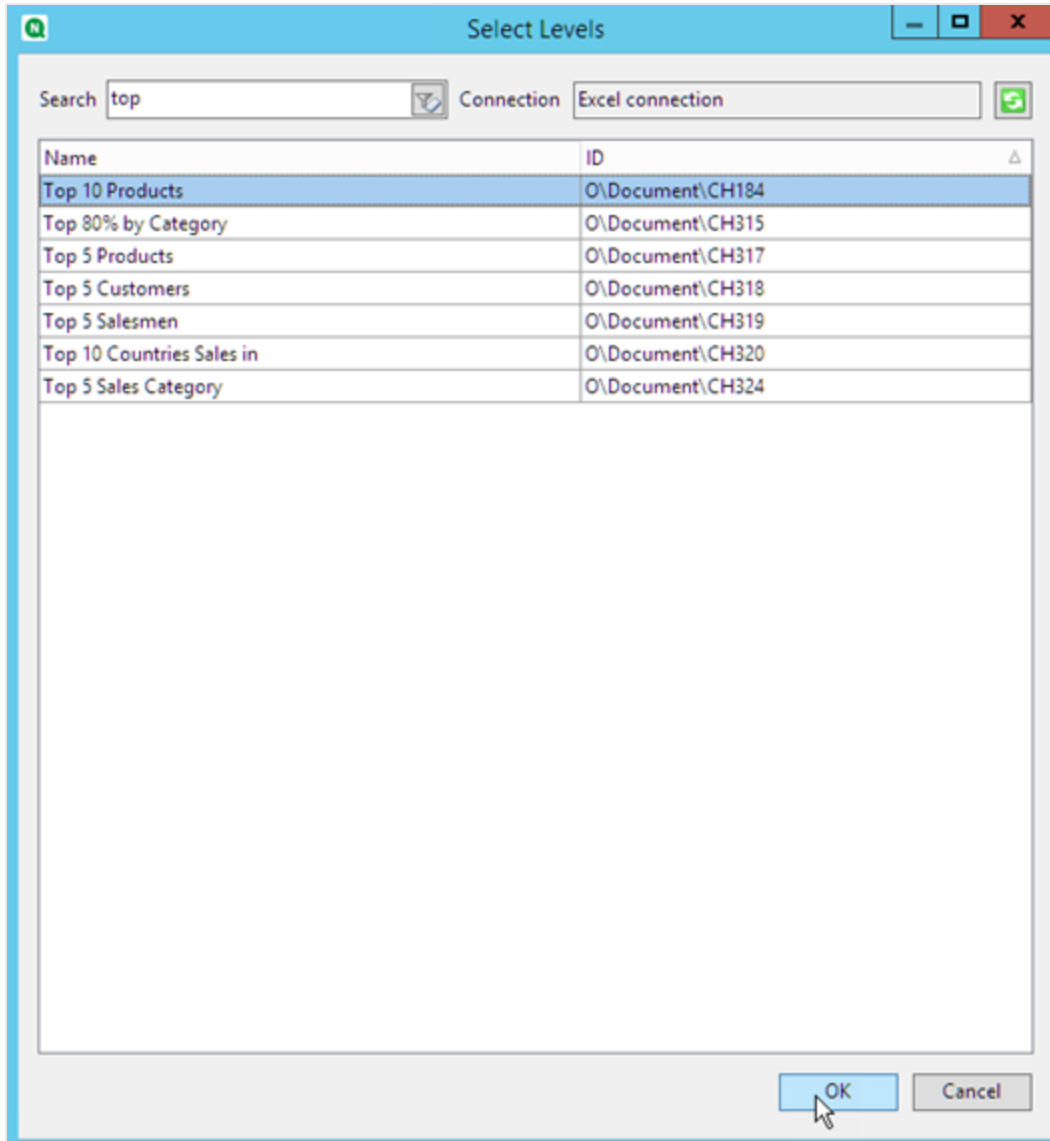 N
Select Levels
Search top Connection Excel connection
Name ID
Top 10 Products O\Document\CH184
Top 80% by Category O\Document\CH315
Top 5 Products O\Document\CH317
Top 5 Customers O\Document\CH318
Top 5 Salesmen O\Document\CH319
Top 10 Countries Sales in O\Document\CH320
Top 5 Sales Category O\Document\CH324
OK Cancel